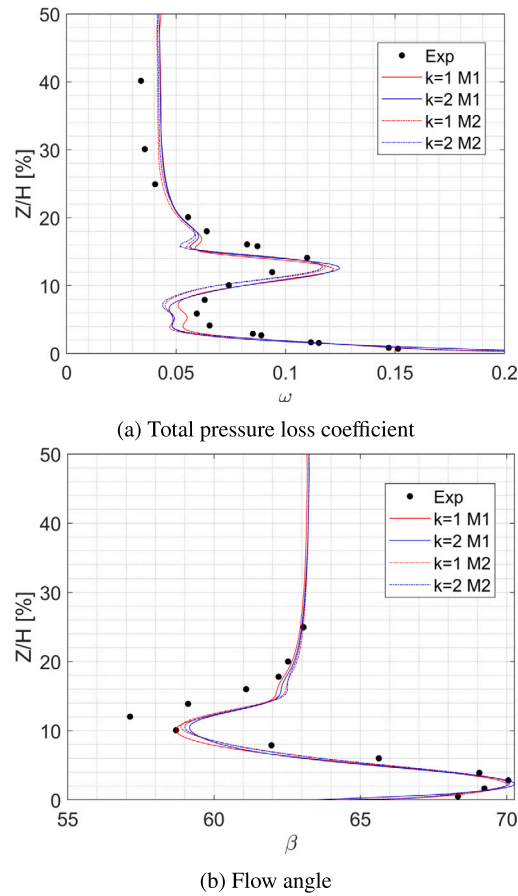 50
40
30
20
10
0
Z/H [%]
Exp
k=1 M1
k=2 M1
k=1 M2
k=2 M2
0 0.05 0.1 0.15 0.2
ω
(a) Total pressure loss coefficient
50
40
30
20
10
0
Z/H [%]
Exp
k=1 M1
k=2 M1
k=1 M2
k=2 M2
55 60 65 70
β
(b) Flow angle